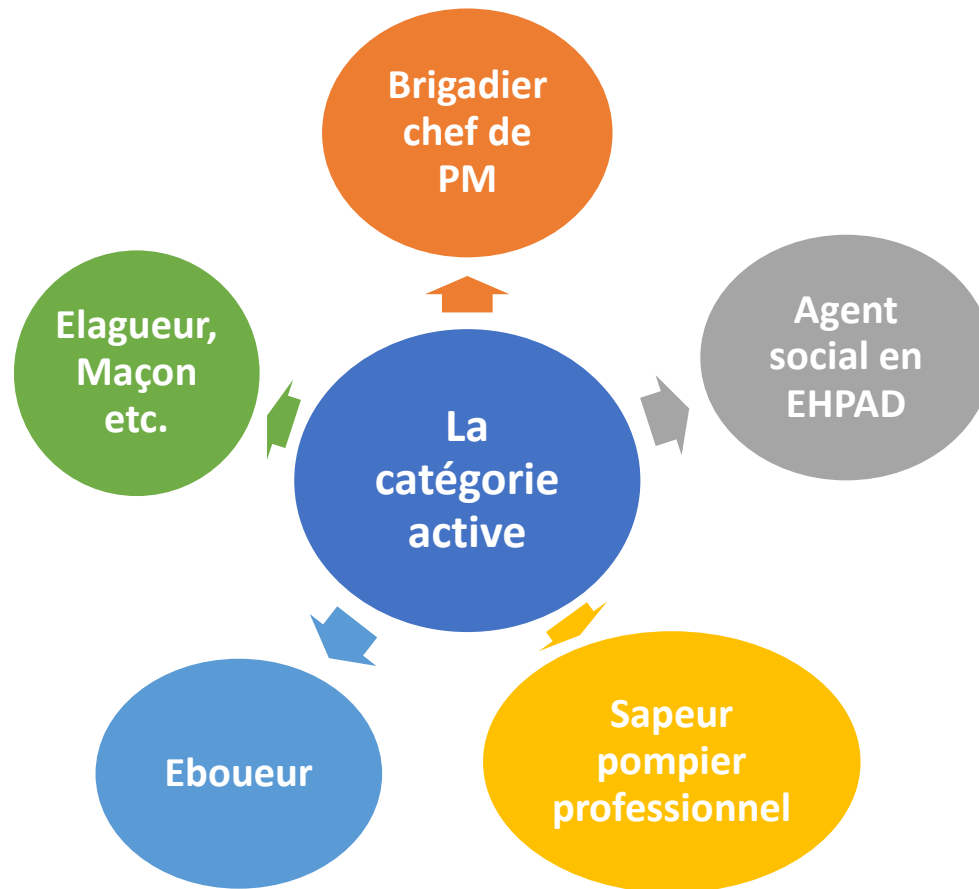 Brigadier
chef de
PM
Agent
social en
EHPAD
Sapeur
pompier
professionnel
Eboueur
Elagueur,
Maçon
etc.
La
catégorie
active